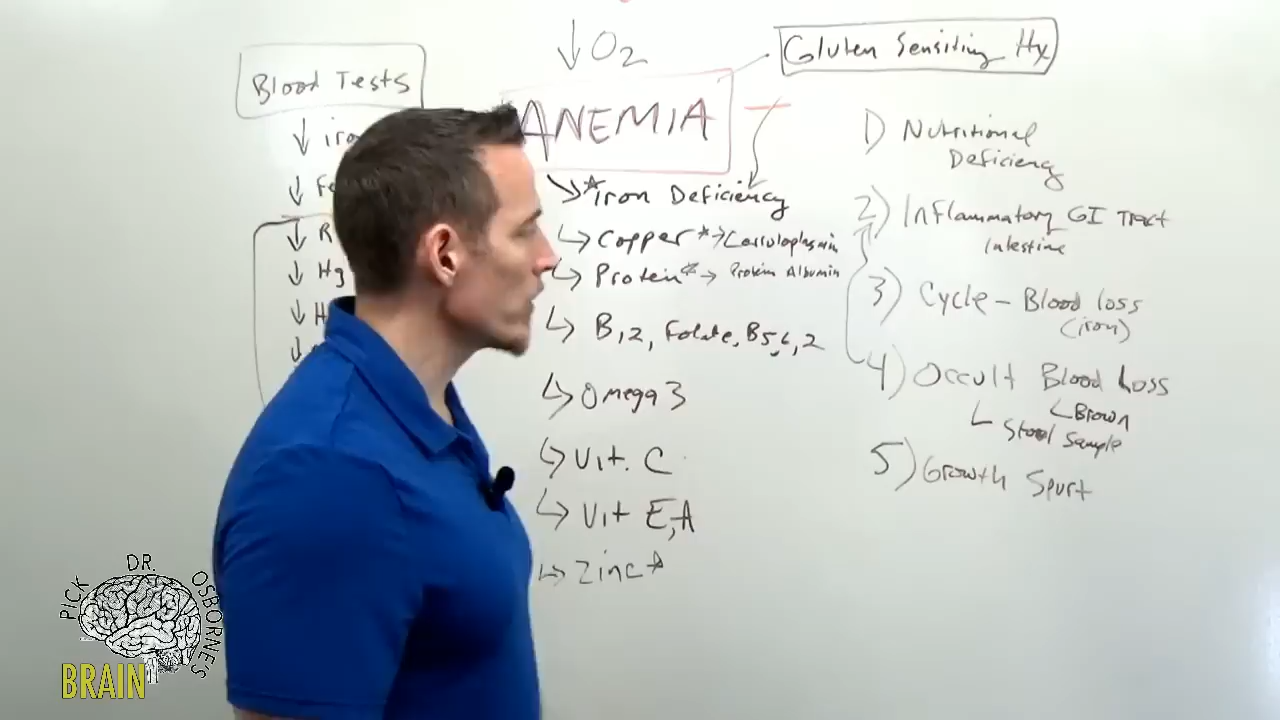 ↓ O2
Blood Tests
↓ iro
↓ Fe
↓ R
↓ Hg
↓ H
↓
ANEMIA
*Iron Deficiency
↳ Copper* → Cerruloplasmin
↳ Protein* → Protein Albumin
↳ B12, Folate, B5,6,2
↳ Omega 3
↳ Vit. C
↳ Vit E,A
↳ Zinc*
Gluten Sensitivity Hx
1) Nutritional
Deficiency
2) Inflammatory GI Tract
Intestine
3) Cycle – Blood loss
(iron)
4) Occult Blood Loss
Brown
Stool Sample
5) Growth Spurt
PICK DR. OSBORNE'S
BRAIN